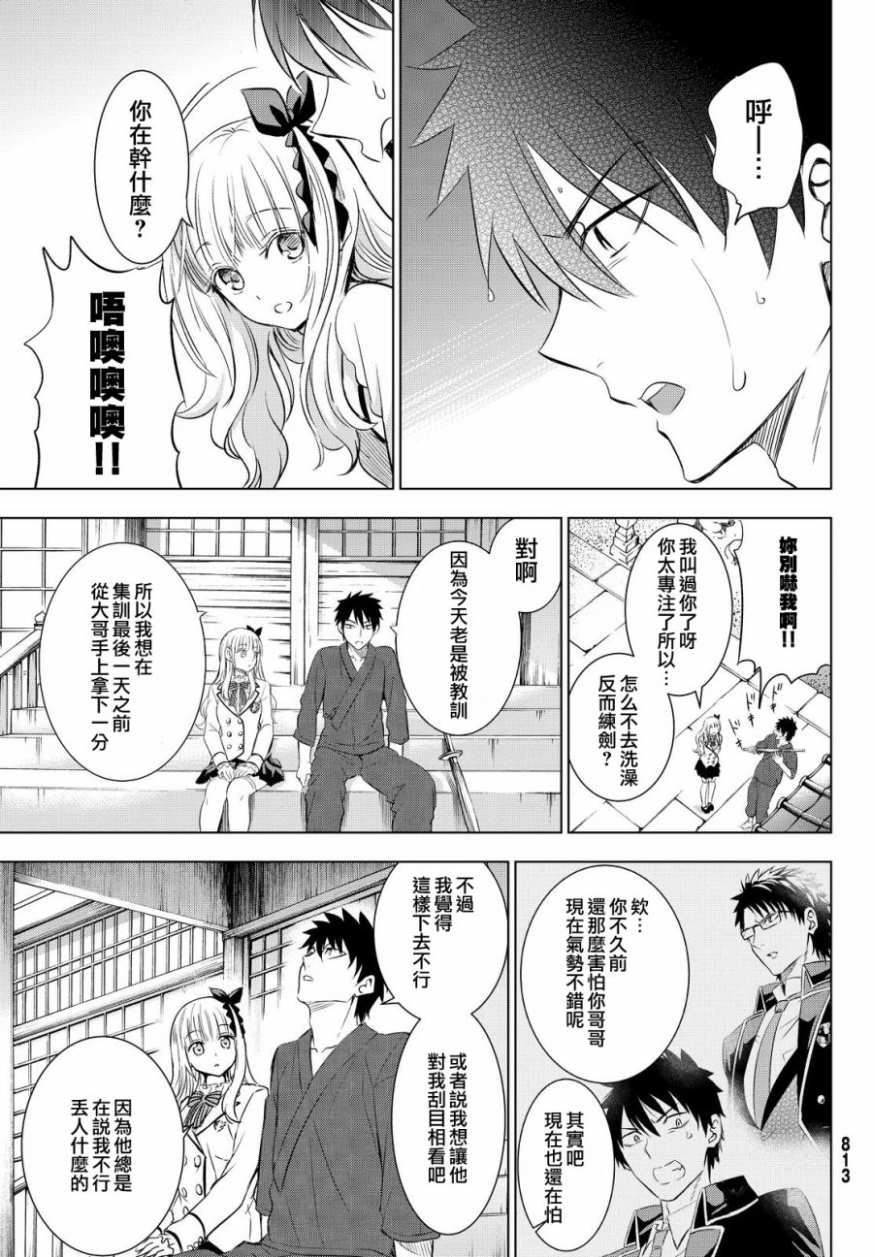 呼ー…
你在幹什麼?
唔噢噢噢!!
妳別嚇我啊!!
我叫過你了呀
你太專注了所以…
怎么不去洗澡
反而練劍?
對啊
因為今天老是被教訓
所以我想在
集訓最後一天之前
從大哥手上拿下一分
欸…
你不久前
還那麼害怕你哥哥
現在氣勢不錯呢
其實吧
現在也還在怕
不過
我覺得
這樣下去不行
或者說我想讓他
對我刮目相看吧
因為他總是
在說我不行
丟人什麼的
813